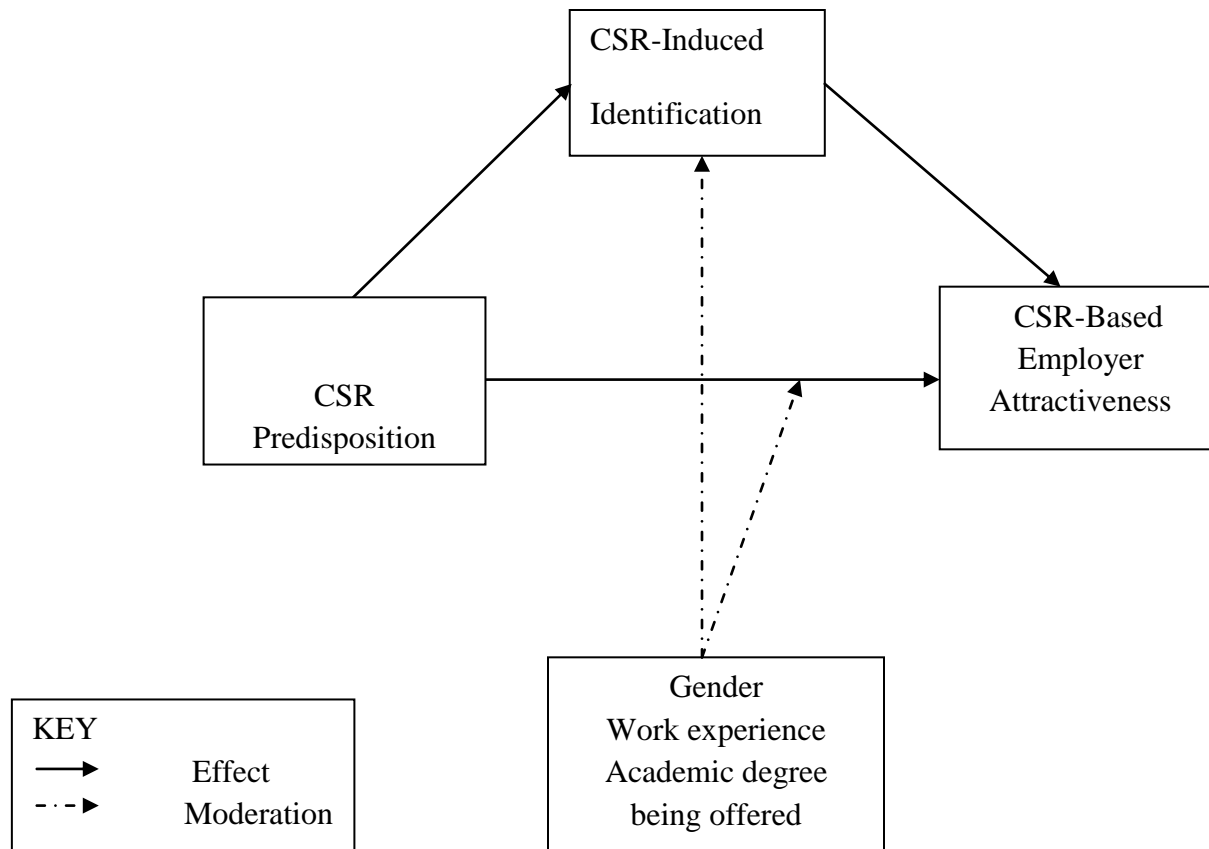 CSR-Induced
Identification
CSR
Predisposition
CSR-Based
Employer
Attractiveness
Gender
Work experience
Academic degree
being offered
KEY
Effect
Moderation